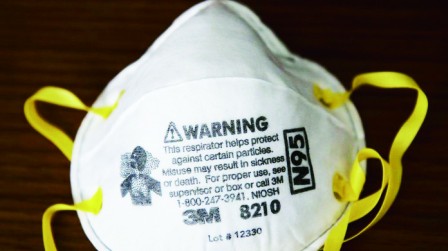 WARNING
This respirator helps protect
against certain particles.
Misuse may result in sickness
or death. For proper use, see
supervisor or box or call 3M
1-800-247-3941. NIOSH
N95
3M 8210
Lot # 12330